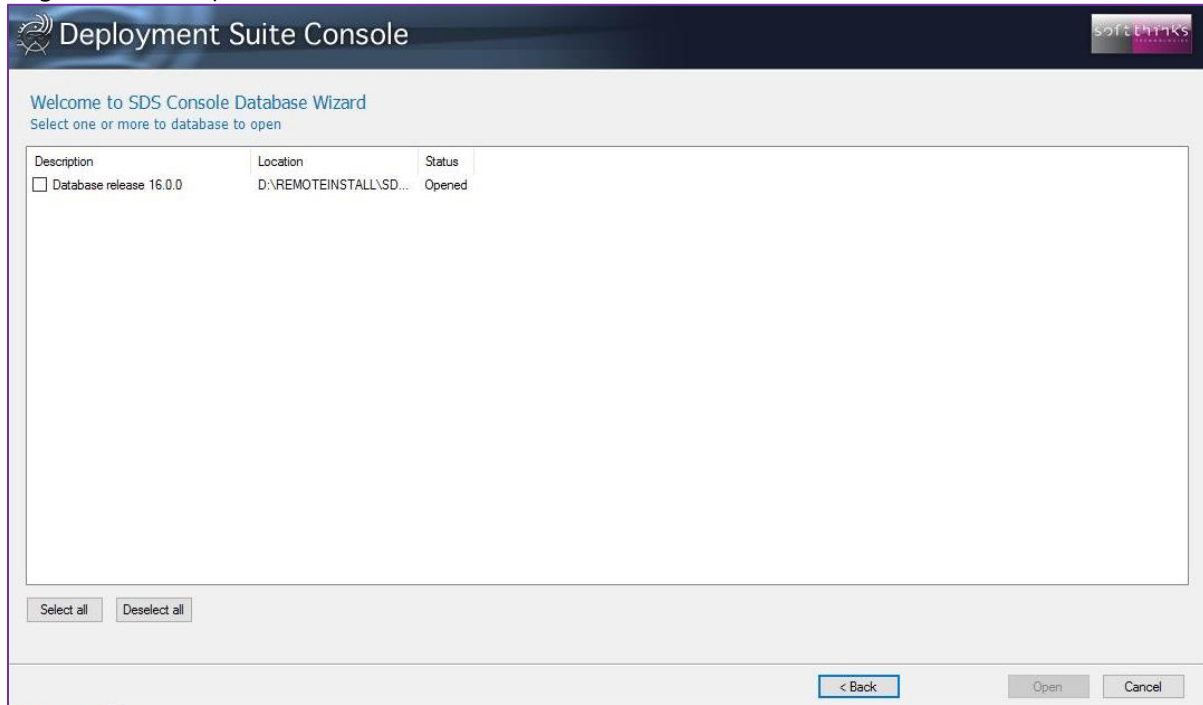 Deployment Suite Console
softthinks
TECHNOLOGIES
Welcome to SDS Console Database Wizard
Select one or more to database to open
Description Location Status
Database release 16.0.0 D:\REMOTEINSTALL\SD... Opened
Select all Deselect all
< Back Open Cancel